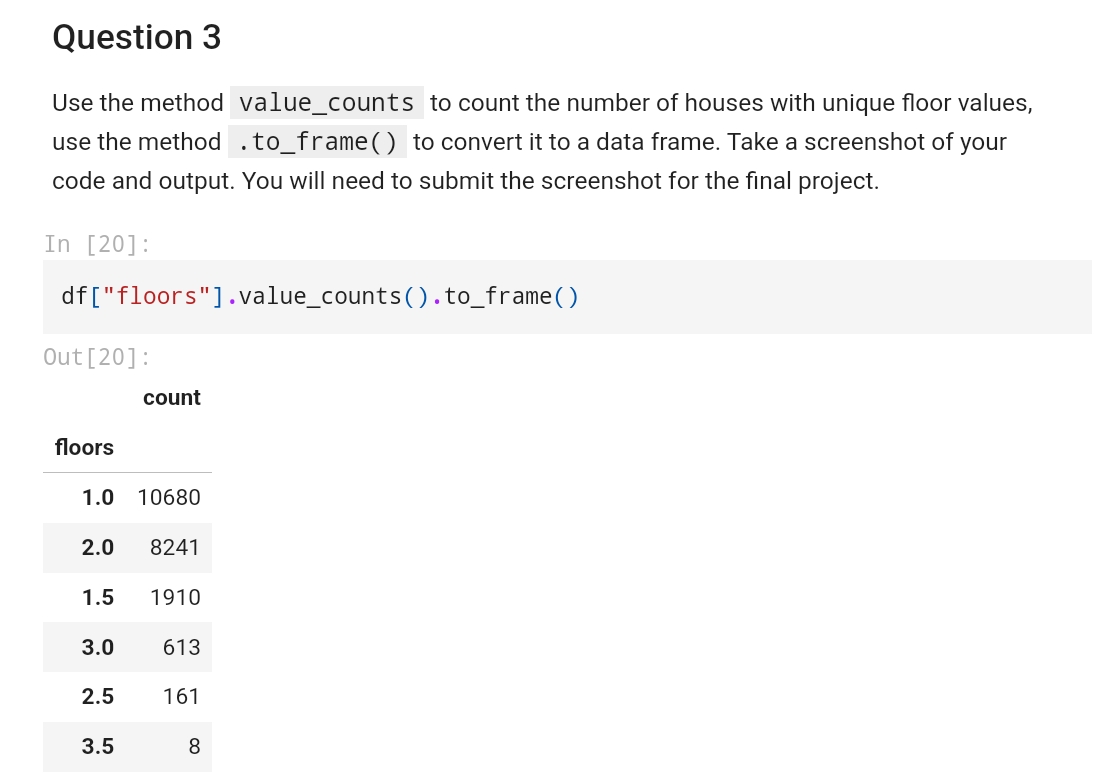 Question 3
Use the method value_counts to count the number of houses with unique floor values,
use the method .to_frame() to convert it to a data frame. Take a screenshot of your
code and output. You will need to submit the screenshot for the final project.
In [20]:
df["floors"].value_counts().to_frame()
Out[20]:
count
floors
1.0 10680
2.0 8241
1.5 1910
3.0 613
2.5 161
3.5 8